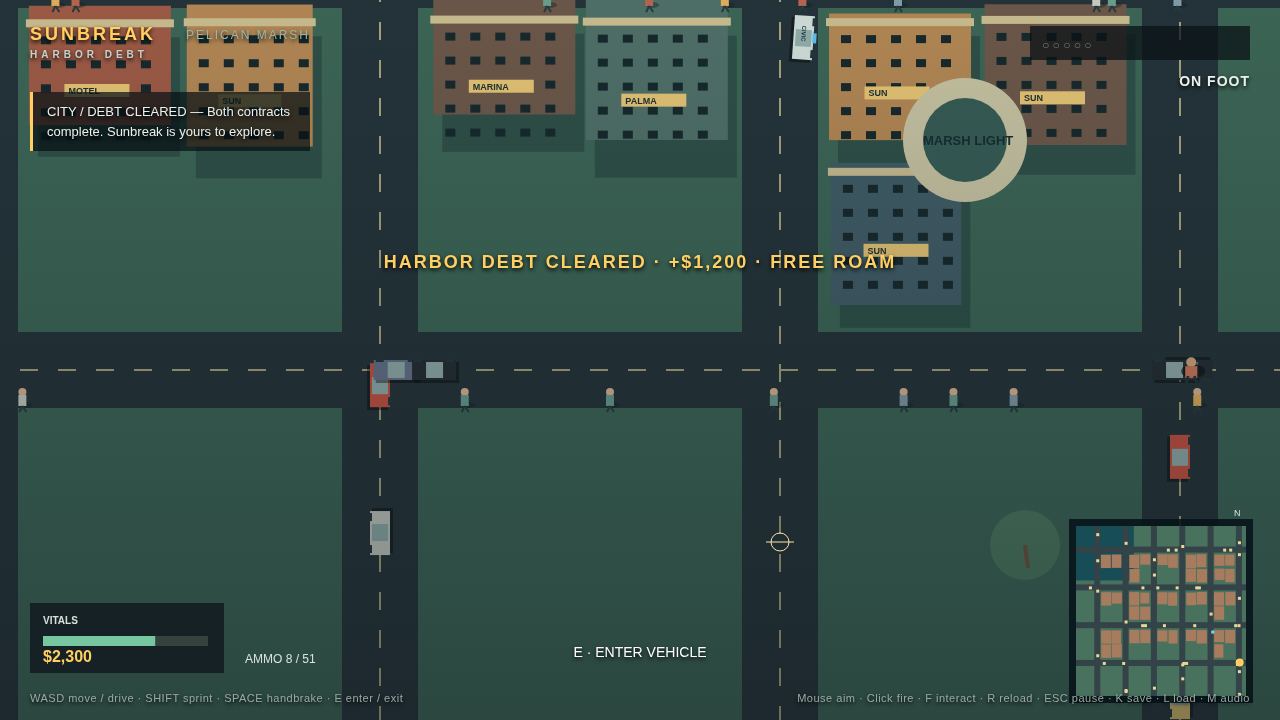 SUNBREAK
PELICAN MARSH
HARBOR DEBT
MOTEL
SUN
CITY / DEBT CLEARED — Both contracts
complete. Sunbreak is yours to explore.
MARINA
PALMA
CIVIC
SUN
SUN
○○○○○
ON FOOT
MARSH LIGHT
SUN
HARBOR DEBT CLEARED · +$1,200 · FREE ROAM
N
VITALS
$2,300
AMMO 8 / 51
E · ENTER VEHICLE
WASD move / drive · SHIFT sprint · SPACE handbrake · E enter / exit
Mouse aim · Click fire · F interact · R reload · ESC pause · K save · L load · M audio